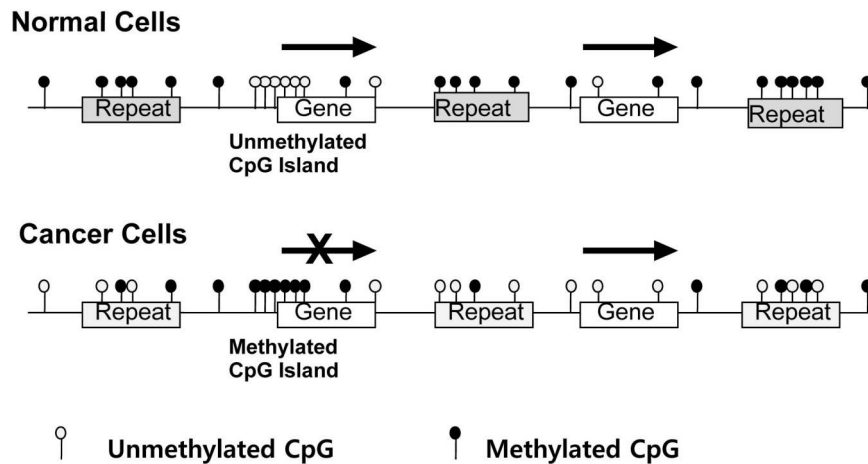 Normal Cells
Repeat Gene Repeat Gene Repeat
Unmethylated
CpG Island
Cancer Cells
X
Repeat Gene Repeat Gene Repeat
Methylated
CpG Island
Unmethylated CpG Methylated CpG